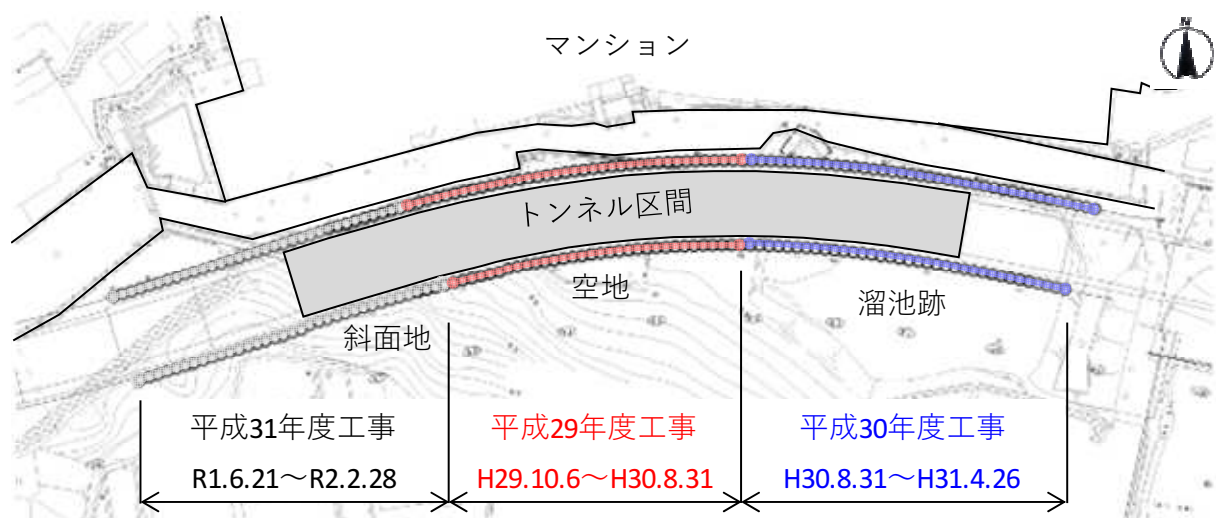 マンション
N
トンネル区間
空地
溜池跡
斜面地
平成31年度工事
R1.6.21～R2.2.28
平成29年度工事
H29.10.6～H30.8.31
平成30年度工事
H30.8.31～H31.4.26